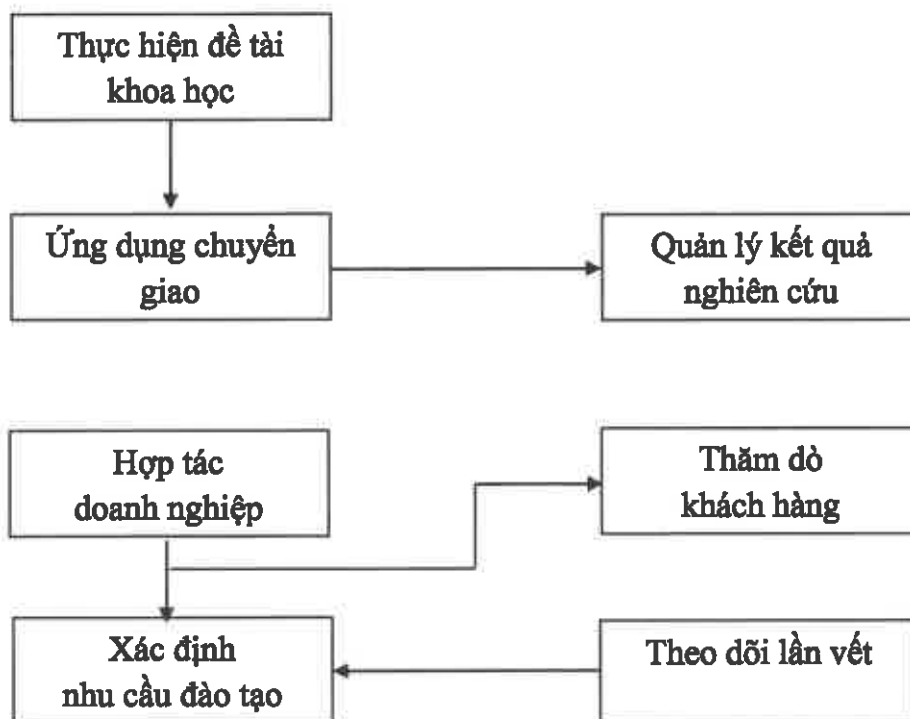 Thực hiện đề tài
khoa học
Ứng dụng chuyển
giao
Quản lý kết quả
nghiên cứu
Hợp tác
doanh nghiệp
Thăm dò
khách hàng
Xác định
nhu cầu đào tạo
Theo dõi lần vết